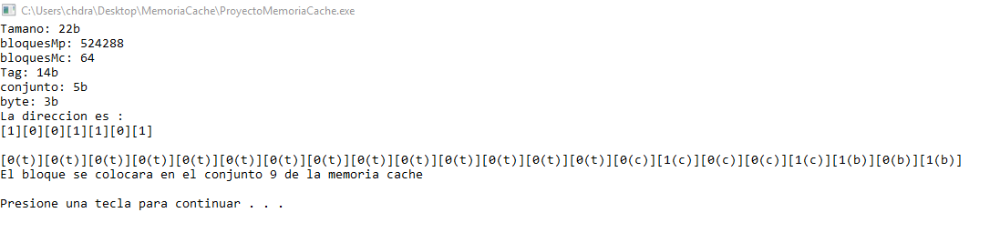 C:\Users\chdra\Desktop\MemoriaCache\ProyectoMemoriaCache.exe
Tamano: 22b
bloquesMp: 524288
bloquesMc: 64
Tag: 14b
conjunto: 5b
byte: 3b
La direccion es :
[1][0][0][1][1][0][1]
[0(t)][0(t)][0(t)][0(t)][0(t)][0(t)][0(t)][0(t)][0(t)][0(t)][0(t)][0(t)][0(t)][0(t)][0(c)][1(c)][0(c)][0(c)][1(c)][1(b)][0(b)][1(b)]
El bloque se colocara en el conjunto 9 de la memoria cache
Presione una tecla para continuar . . .